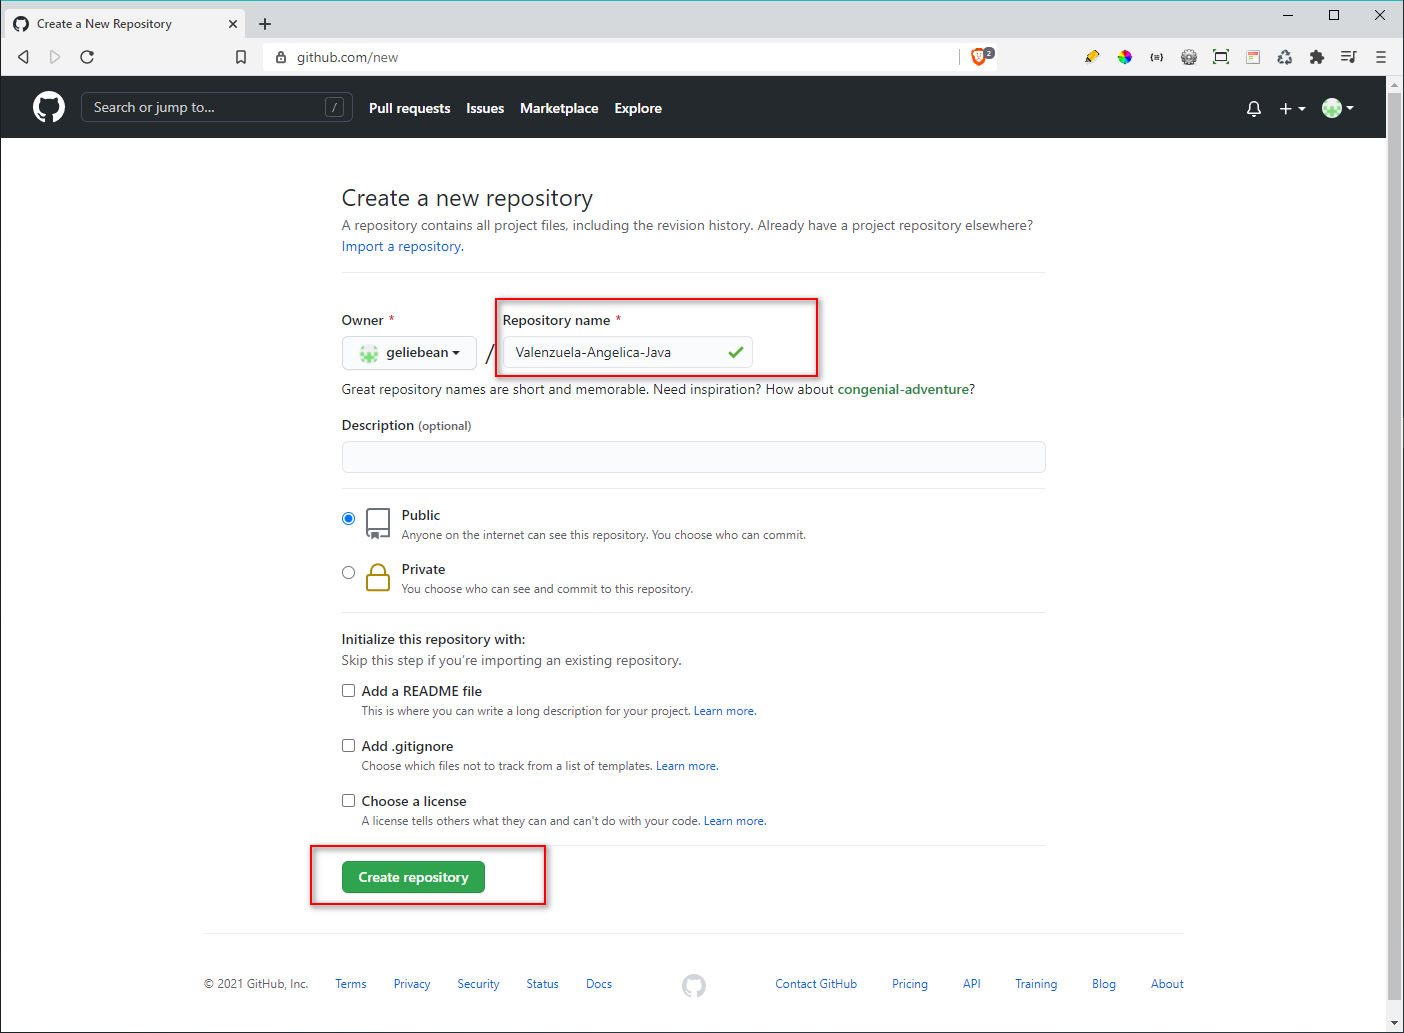 Create a New Repository
github.com/new
2
Search or jump to...
/
Pull requests
Issues
Marketplace
Explore
Create a new repository
A repository contains all project files, including the revision history. Already have a project repository elsewhere?
Import a repository.
Owner *
Repository name *
geliebean
/
Valenzuela-Angelica-Java
Great repository names are short and memorable. Need inspiration? How about congenial-adventure?
Description (optional)
Public
Anyone on the internet can see this repository. You choose who can commit.
Private
You choose who can see and commit to this repository.
Initialize this repository with:
Skip this step if you're importing an existing repository.
Add a README file
This is where you can write a long description for your project. Learn more.
Add .gitignore
Choose which files not to track from a list of templates. Learn more.
Choose a license
A license tells others what they can and can't do with your code. Learn more.
Create repository
© 2021 GitHub, Inc.
Terms
Privacy
Security
Status
Docs
Contact GitHub
Pricing
API
Training
Blog
About